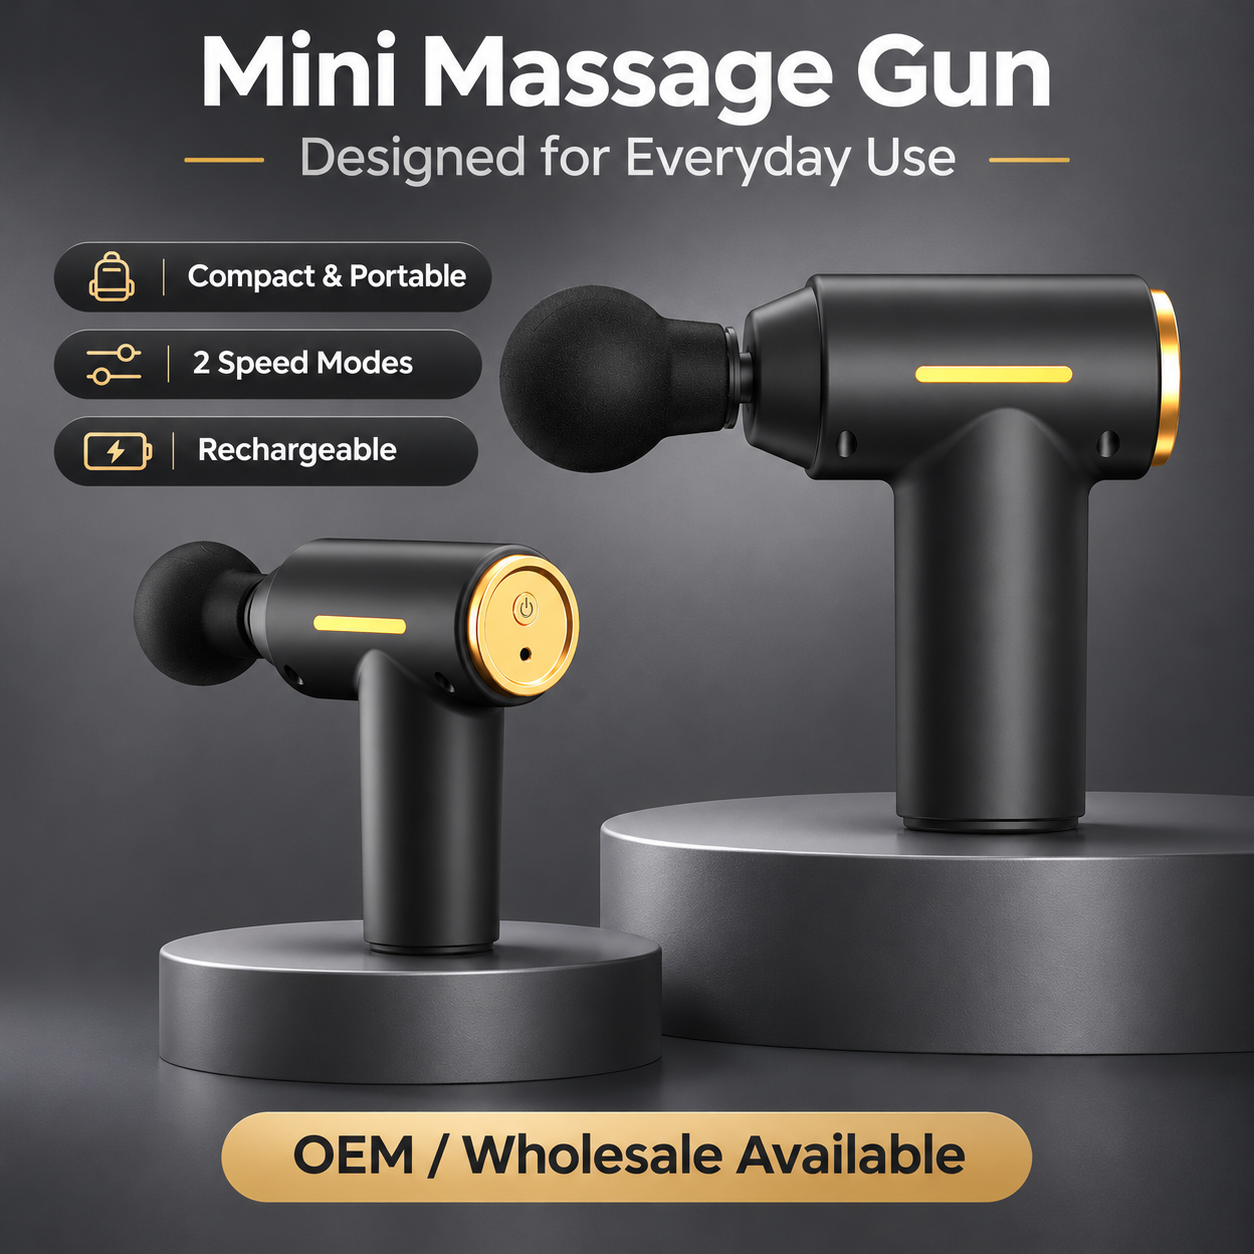 Mini Massage Gun
Designed for Everyday Use
Compact & Portable
2 Speed Modes
Rechargeable
OEM / Wholesale Available